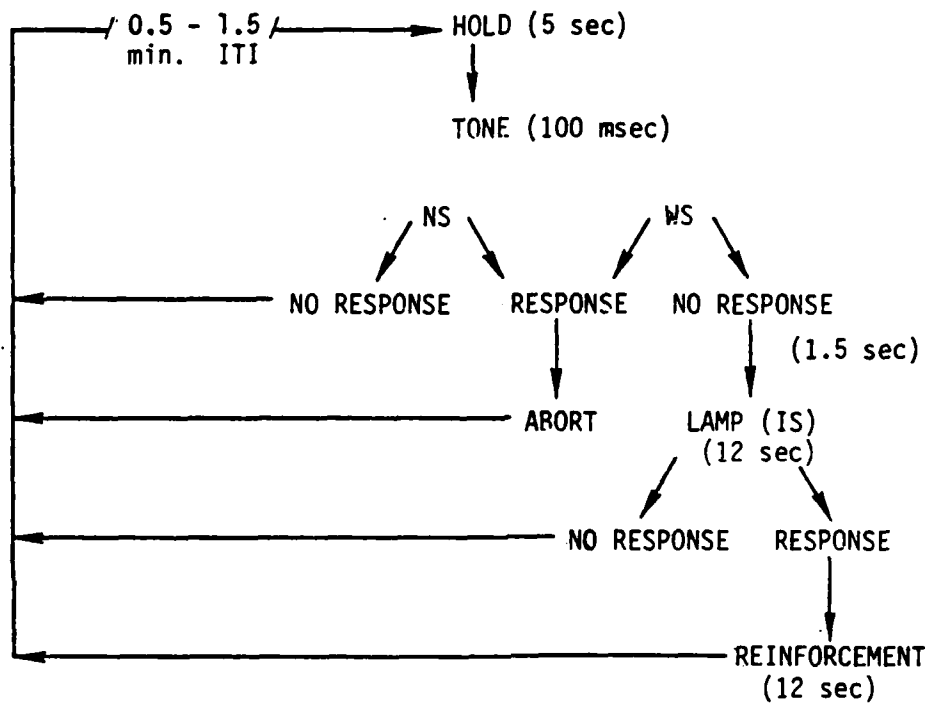 0.5 - 1.5
min. ITI
HOLD (5 sec)
TONE (100 msec)
NS
WS
NO RESPONSE
RESPONSE
NO RESPONSE
(1.5 sec)
ABORT
LAMP (IS)
(12 sec)
NO RESPONSE
RESPONSE
REINFORCEMENT
(12 sec)